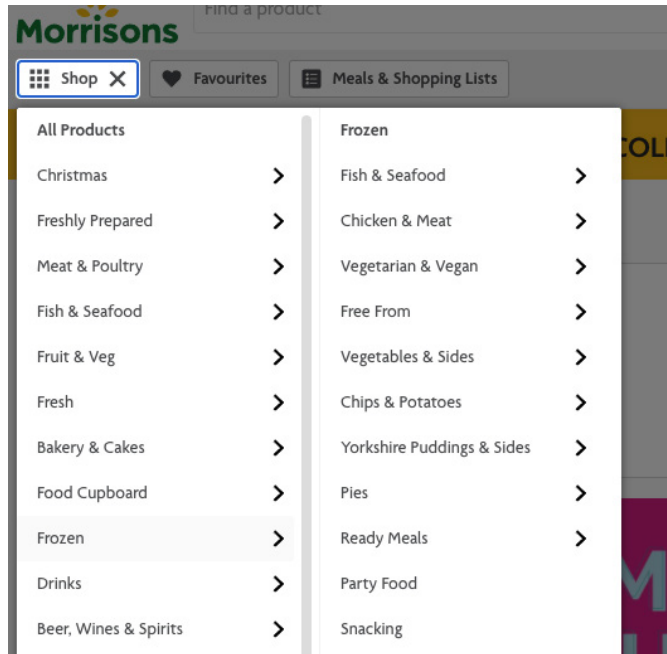 Morrisons
Find a product
Shop
Favourites
Meals & Shopping Lists
All Products
Christmas
Freshly Prepared
Meat & Poultry
Fish & Seafood
Fruit & Veg
Fresh
Bakery & Cakes
Food Cupboard
Frozen
Drinks
Beer, Wines & Spirits
Frozen
Fish & Seafood
Chicken & Meat
Vegetarian & Vegan
Free From
Vegetables & Sides
Chips & Potatoes
Yorkshire Puddings & Sides
Pies
Ready Meals
Party Food
Snacking